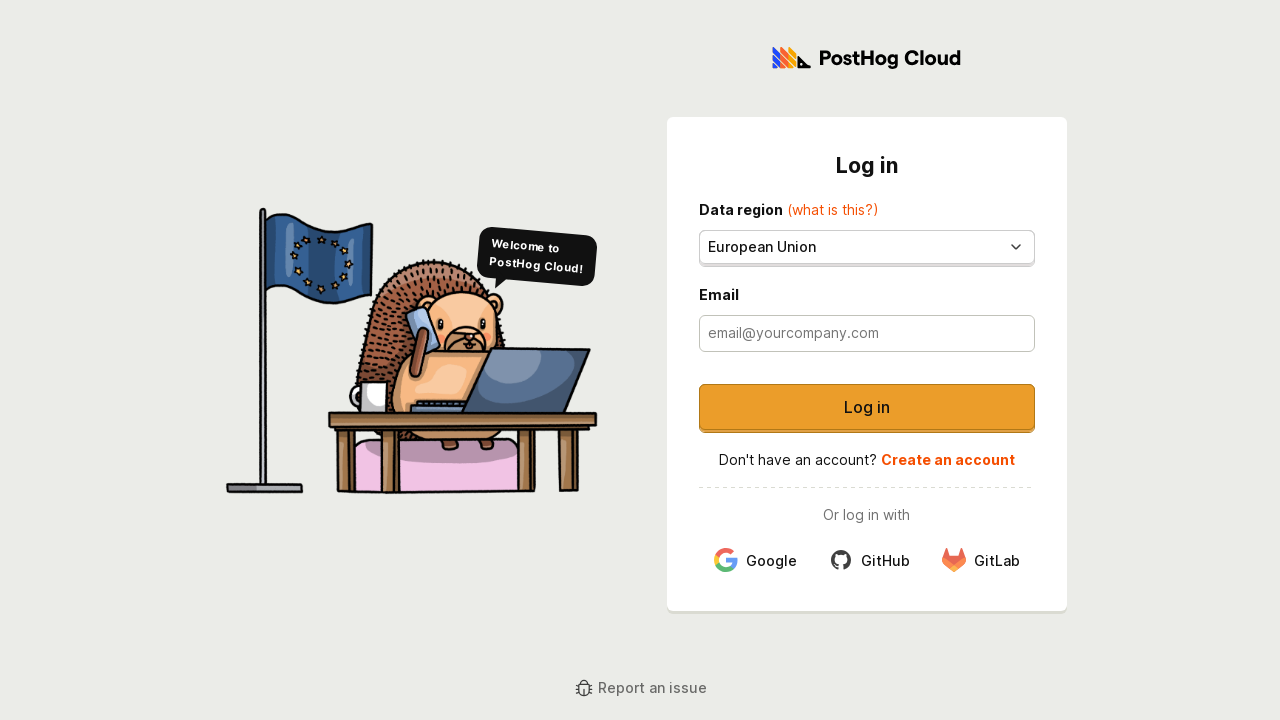 PostHog Cloud
Welcome to
PostHog Cloud!
Log in
Data region (what is this?)
European Union
Email
email@yourcompany.com
Log in
Don't have an account? Create an account
Or log in with
Google GitHub GitLab
Report an issue